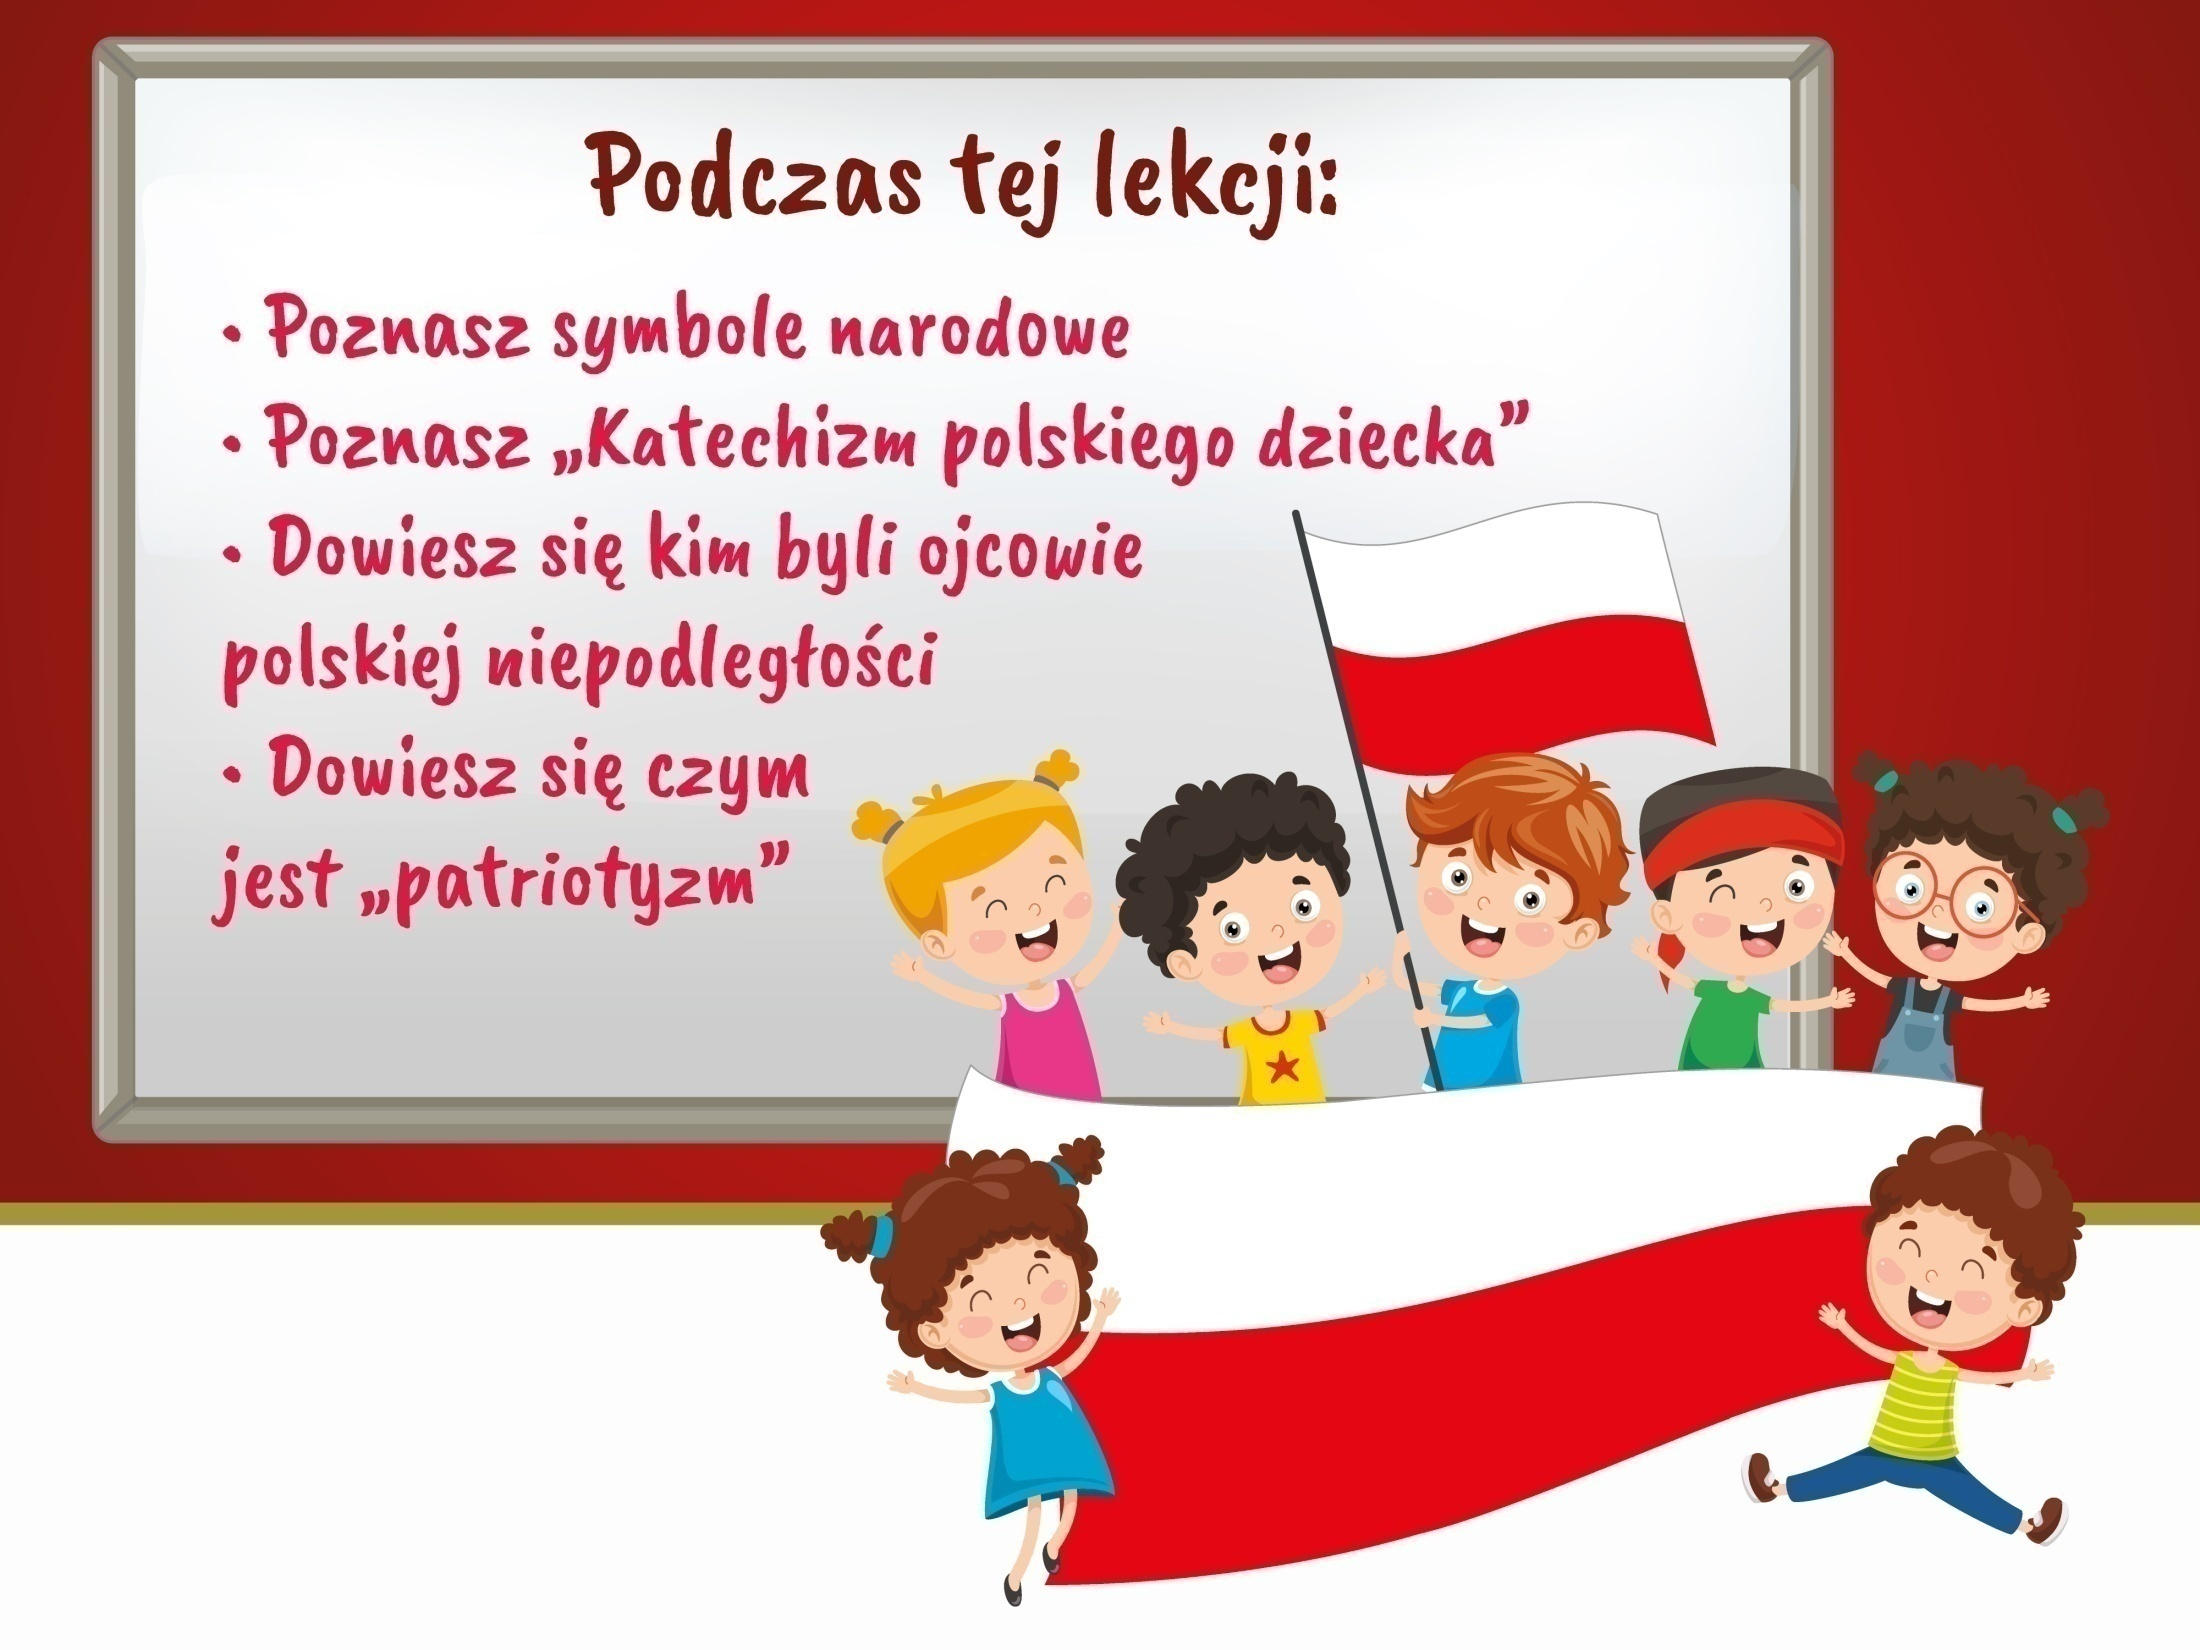 Podczas tej lekcji:
• Poznasz symbole narodowe
• Poznasz „Katechizm polskiego dziecka”
• Dowiesz się kim byli ojcowie
polskiej niepodległości
• Dowiesz się czym
jest „patriotyzm”